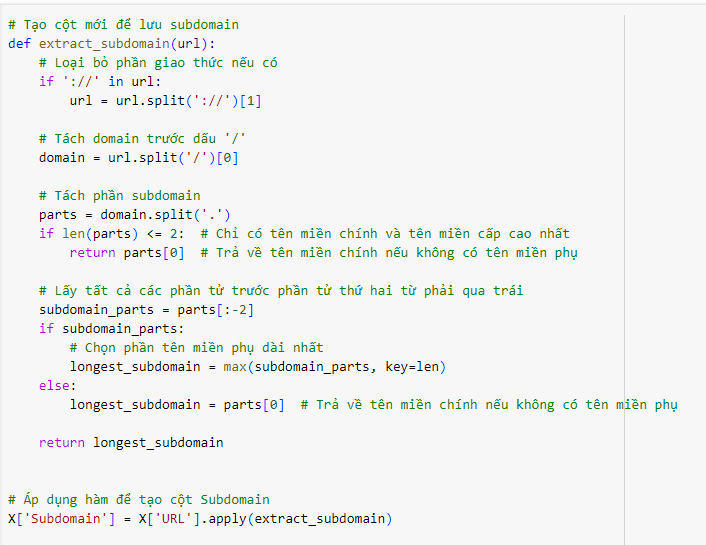 # Tạo cột mới để lưu subdomain
def extract_subdomain(url):
    # Loại bỏ phần giao thức nếu có
    if '://' in url:
        url = url.split('://')[1]

    # Tách domain trước dấu '/'
    domain = url.split('/')[0]

    # Tách phần subdomain
    parts = domain.split('.')
    if len(parts) <= 2:  # Chỉ có tên miền chính và tên miền cấp cao nhất
        return parts[0]  # Trả về tên miền chính nếu không có tên miền phụ

    # Lấy tất cả các phần tử trước phần tử thứ hai từ phải qua trái
    subdomain_parts = parts[:-2]
    if subdomain_parts:
        # Chọn phần tên miền phụ dài nhất
        longest_subdomain = max(subdomain_parts, key=len)
    else:
        longest_subdomain = parts[0]  # Trả về tên miền chính nếu không có tên miền phụ

    return longest_subdomain


# Áp dụng hàm để tạo cột Subdomain
X['Subdomain'] = X['URL'].apply(extract_subdomain)